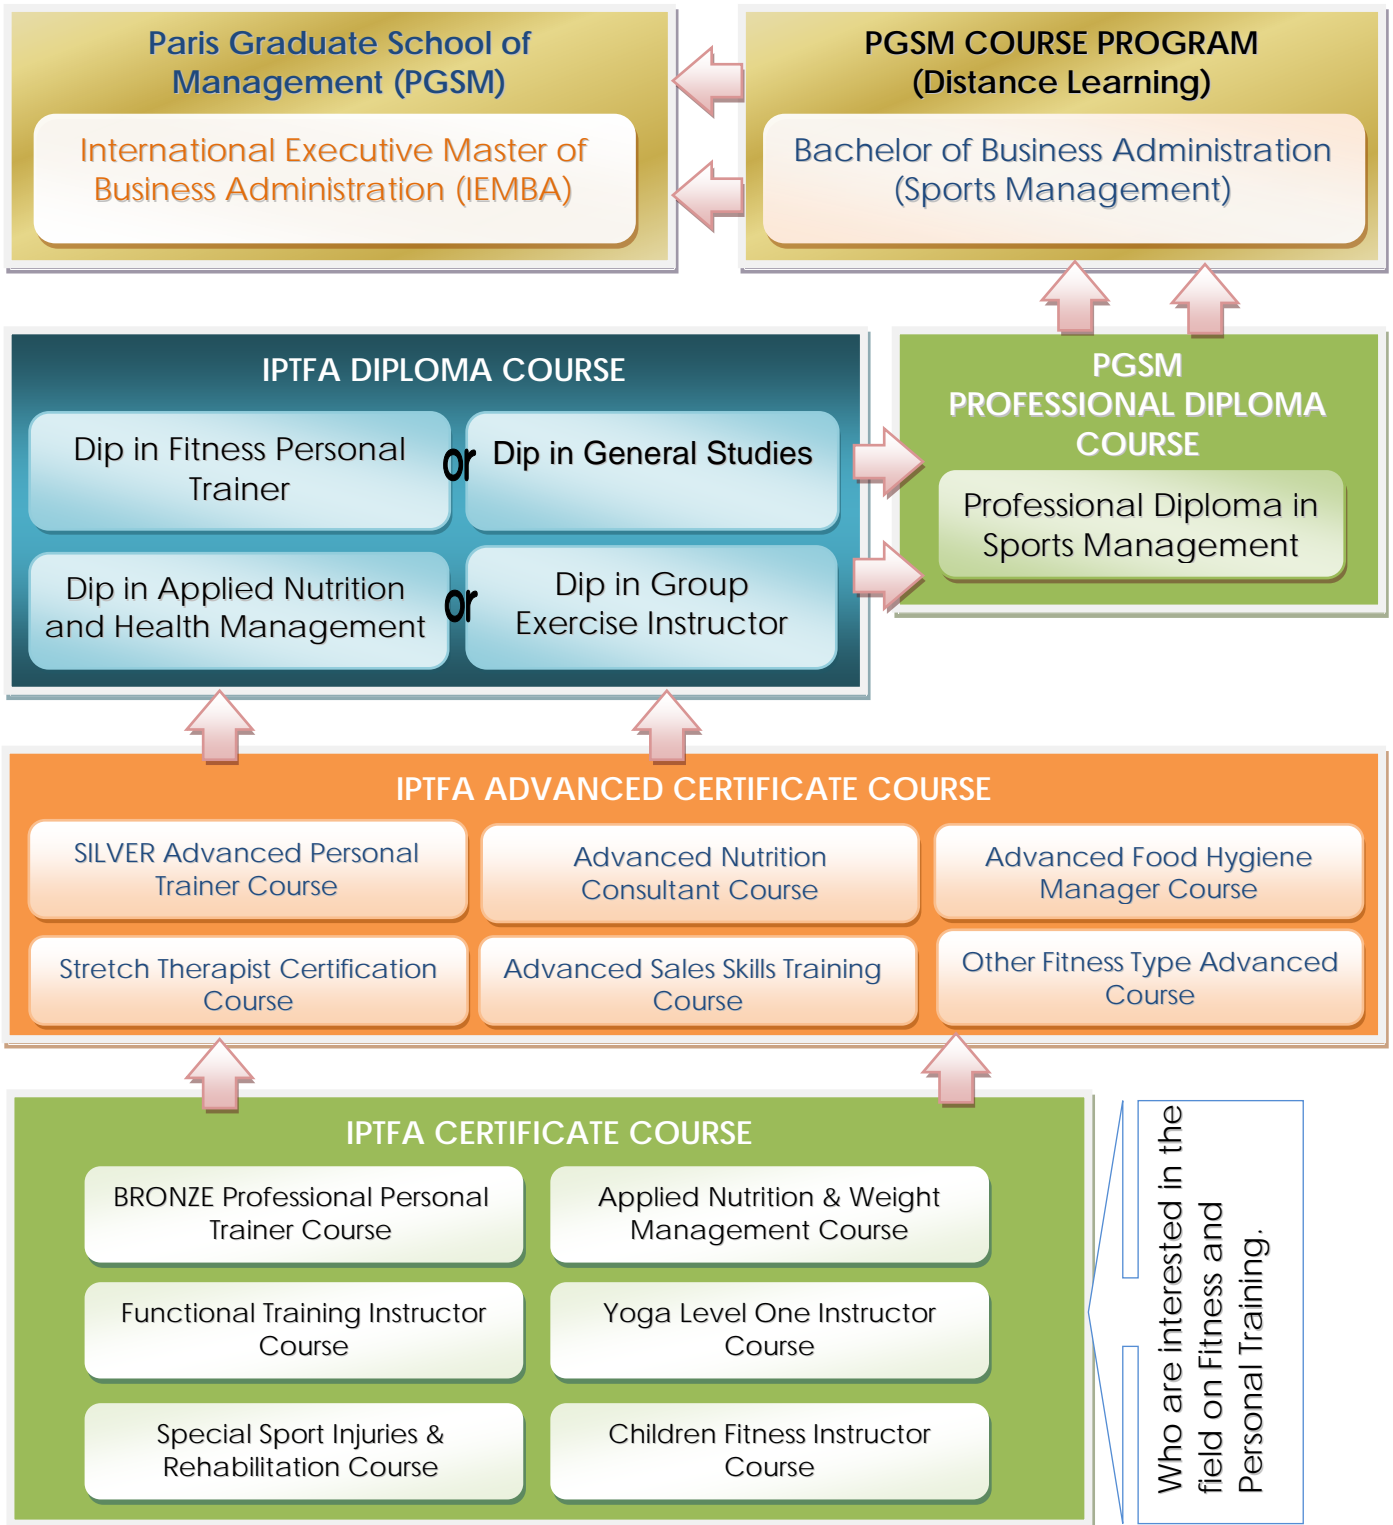 Paris Graduate School of
Management (PGSM)
International Executive Master of
Business Administration (IEMBA)
PGSM COURSE PROGRAM
(Distance Learning)
Bachelor of Business Administration
(Sports Management)
IPTFA DIPLOMA COURSE
Dip in Fitness Personal
Trainer
or
Dip in General Studies
Dip in Applied Nutrition
and Health Management
or
Dip in Group
Exercise Instructor
PGSM
PROFESSIONAL DIPLOMA
COURSE
Professional Diploma in
Sports Management
IPTFA ADVANCED CERTIFICATE COURSE
SILVER Advanced Personal
Trainer Course
Advanced Nutrition
Consultant Course
Advanced Food Hygiene
Manager Course
Stretch Therapist Certification
Course
Advanced Sales Skills Training
Course
Other Fitness Type Advanced
Course
IPTFA CERTIFICATE COURSE
BRONZE Professional Personal
Trainer Course
Applied Nutrition & Weight
Management Course
Functional Training Instructor
Course
Yoga Level One Instructor
Course
Special Sport Injuries &
Rehabilitation Course
Children Fitness Instructor
Course
Who are interested in the
field on Fitness and
Personal Training.